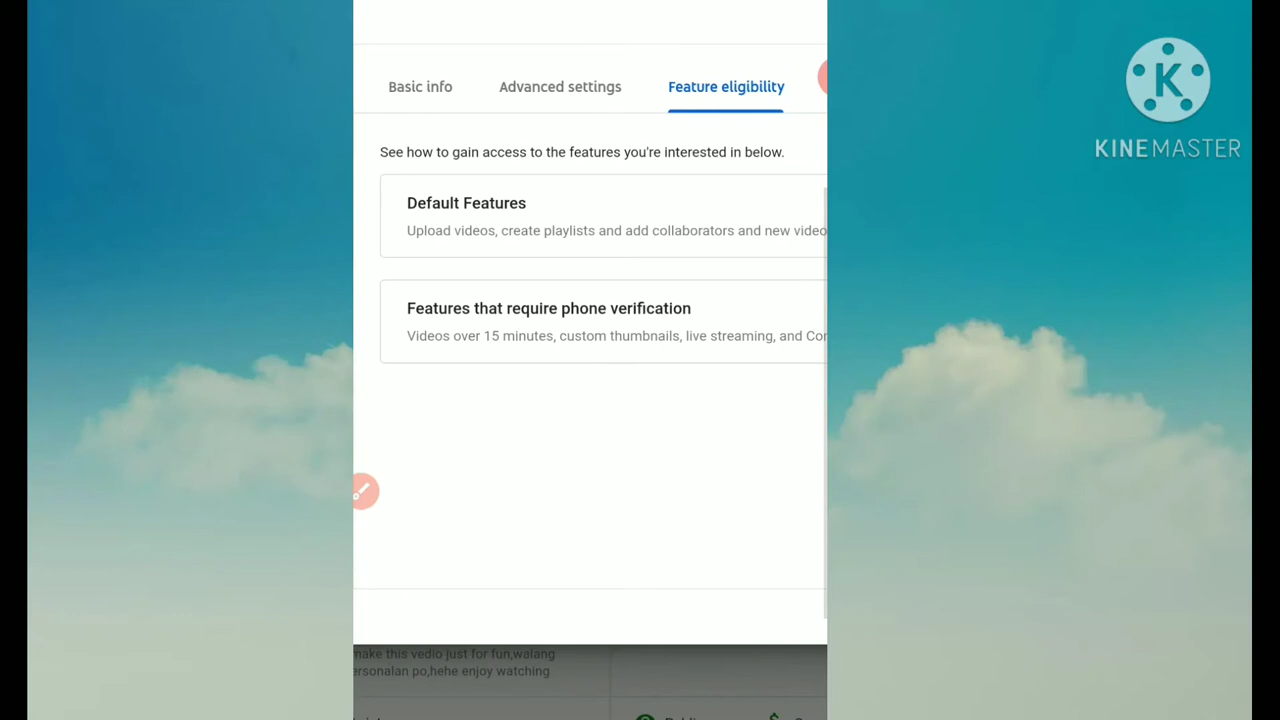 KINEMASTER
Basic info
Advanced settings
Feature eligibility
See how to gain access to the features you're interested in below.
Default Features
Upload videos, create playlists and add collaborators and new video
Features that require phone verification
Videos over 15 minutes, custom thumbnails, live streaming, and
make this vedio just for fun,walang
ersonalan po,hehe enjoy watching